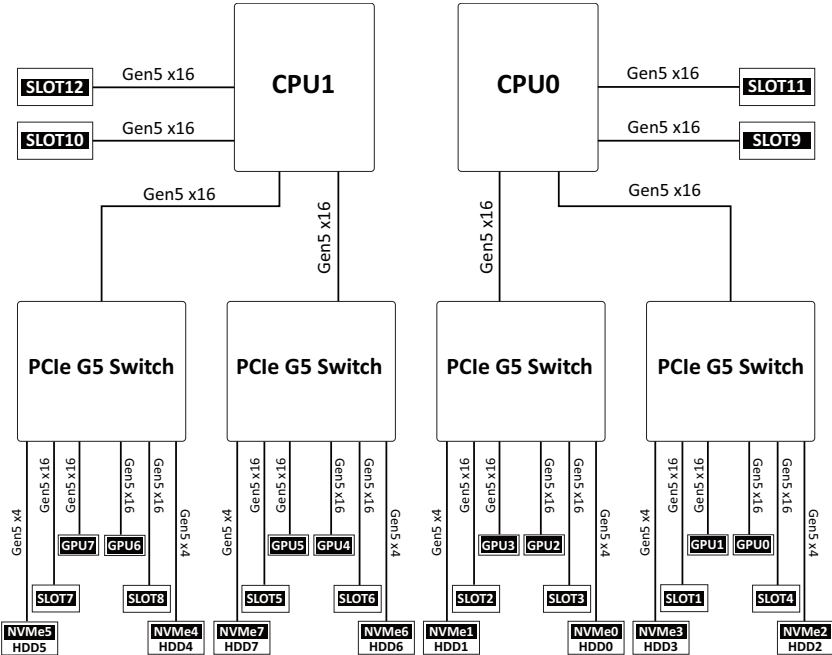 CPU1
CPU0
SLOT12
Gen5 x16
Gen5 x16
SLOT11
SLOT10
Gen5 x16
Gen5 x16
SLOT9
Gen5 x16
Gen5 x16
Gen5 x16
Gen5 x16
PCIe G5 Switch
PCIe G5 Switch
PCIe G5 Switch
PCIe G5 Switch
Gen5 x4
Gen5 x16
Gen5 x16
Gen5 x16
Gen5 x16
Gen5 x4
Gen5 x4
Gen5 x16
Gen5 x16
Gen5 x16
Gen5 x16
Gen5 x4
Gen5 x4
Gen5 x16
Gen5 x16
Gen5 x16
Gen5 x16
Gen5 x4
Gen5 x4
Gen5 x16
Gen5 x16
Gen5 x16
Gen5 x16
Gen5 x4
GPU7
GPU6
GPU5
GPU4
GPU3
GPU2
GPU1
GPU0
SLOT7
SLOT8
SLOT5
SLOT6
SLOT2
SLOT3
SLOT1
SLOT4
NVMe5
HDD5
NVMe4
HDD4
NVMe7
HDD7
NVMe6
HDD6
NVMe1
HDD1
NVMe0
HDD0
NVMe3
HDD3
NVMe2
HDD2